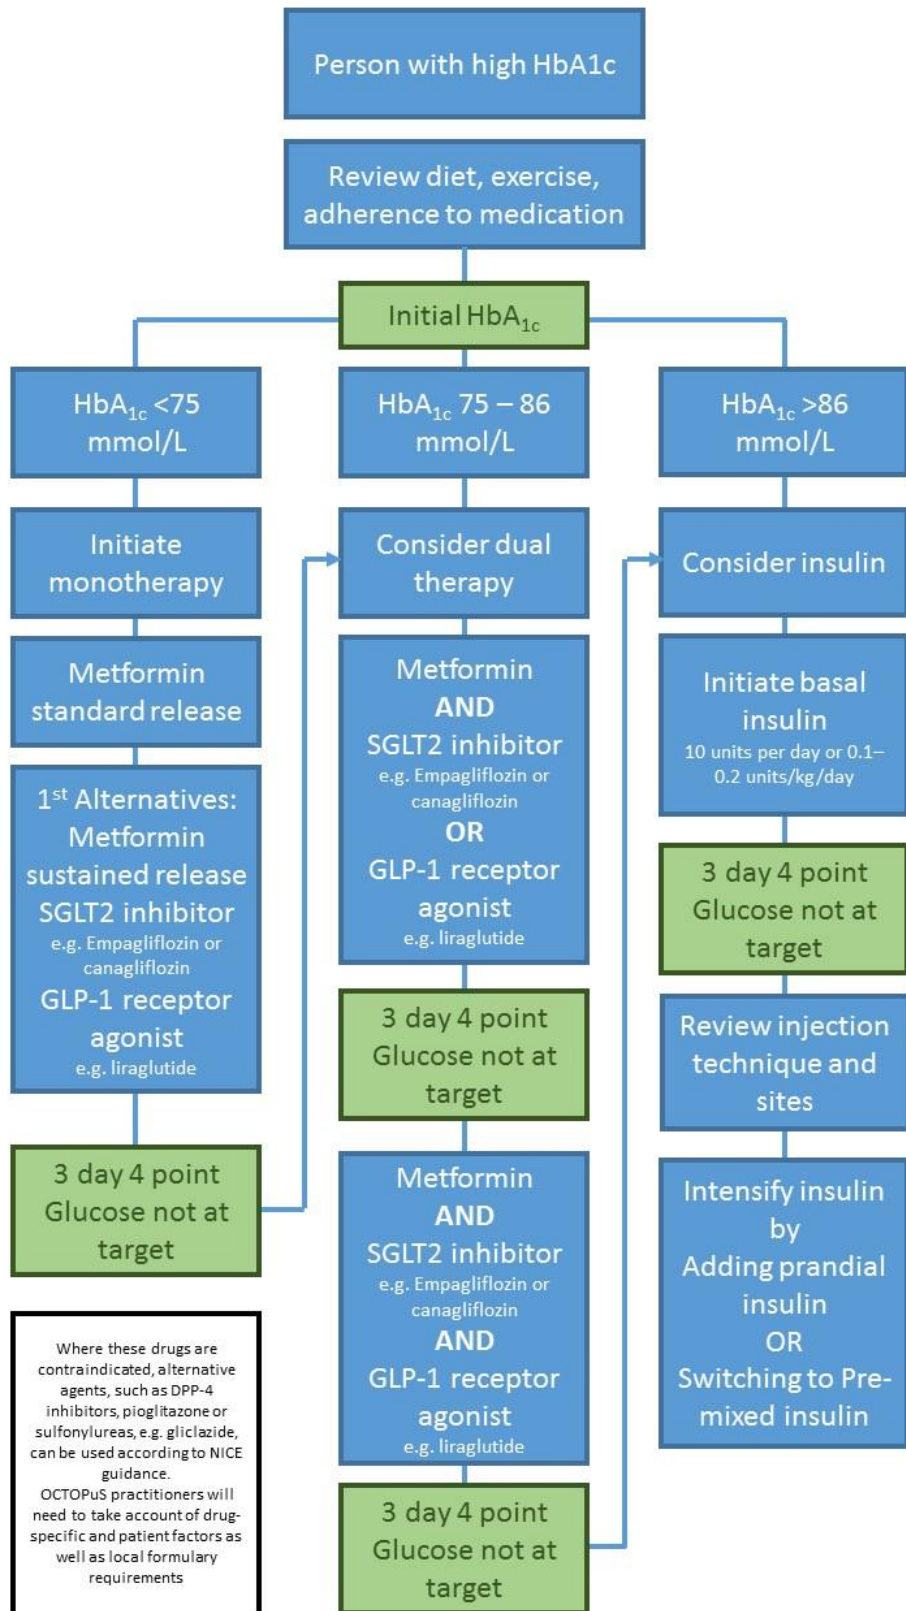 Person with high HbA1c
Review diet, exercise,
adherence to medication
Initial HbA1c
HbA1c <75
mmol/L
Initiate
monotherapy
Metformin
standard release
1st Alternatives:
Metformin
sustained release
SGLT2 inhibitor
e.g. Empagliflozin or
canagliflozin
GLP-1 receptor
agonist
e.g. liraglutide
3 day 4 point
Glucose not at
target
Where these drugs are
contraindicated, alternative
agents, such as DPP-4
inhibitors, pioglitazone or
sulfonylureas, e.g. gliclazide,
can be used according to NICE
guidance.
OCTOPuS practitioners will
need to take account of drug-
specific and patient factors as
well as local formulary
requirements
HbA1c 75 – 86
mmol/L
Consider dual
therapy
Metformin
AND
SGLT2 inhibitor
e.g. Empagliflozin or
canagliflozin
OR
GLP-1 receptor
agonist
e.g. liraglutide
3 day 4 point
Glucose not at
target
Metformin
AND
SGLT2 inhibitor
e.g. Empagliflozin or
canagliflozin
AND
GLP-1 receptor
agonist
e.g. liraglutide
3 day 4 point
Glucose not at
target
HbA1c >86
mmol/L
Consider insulin
Initiate basal
insulin
10 units per day or 0.1–
0.2 units/kg/day
3 day 4 point
Glucose not at
target
Review injection
technique and
sites
Intensify insulin
by
Adding prandial
insulin
OR
Switching to Pre-
mixed insulin